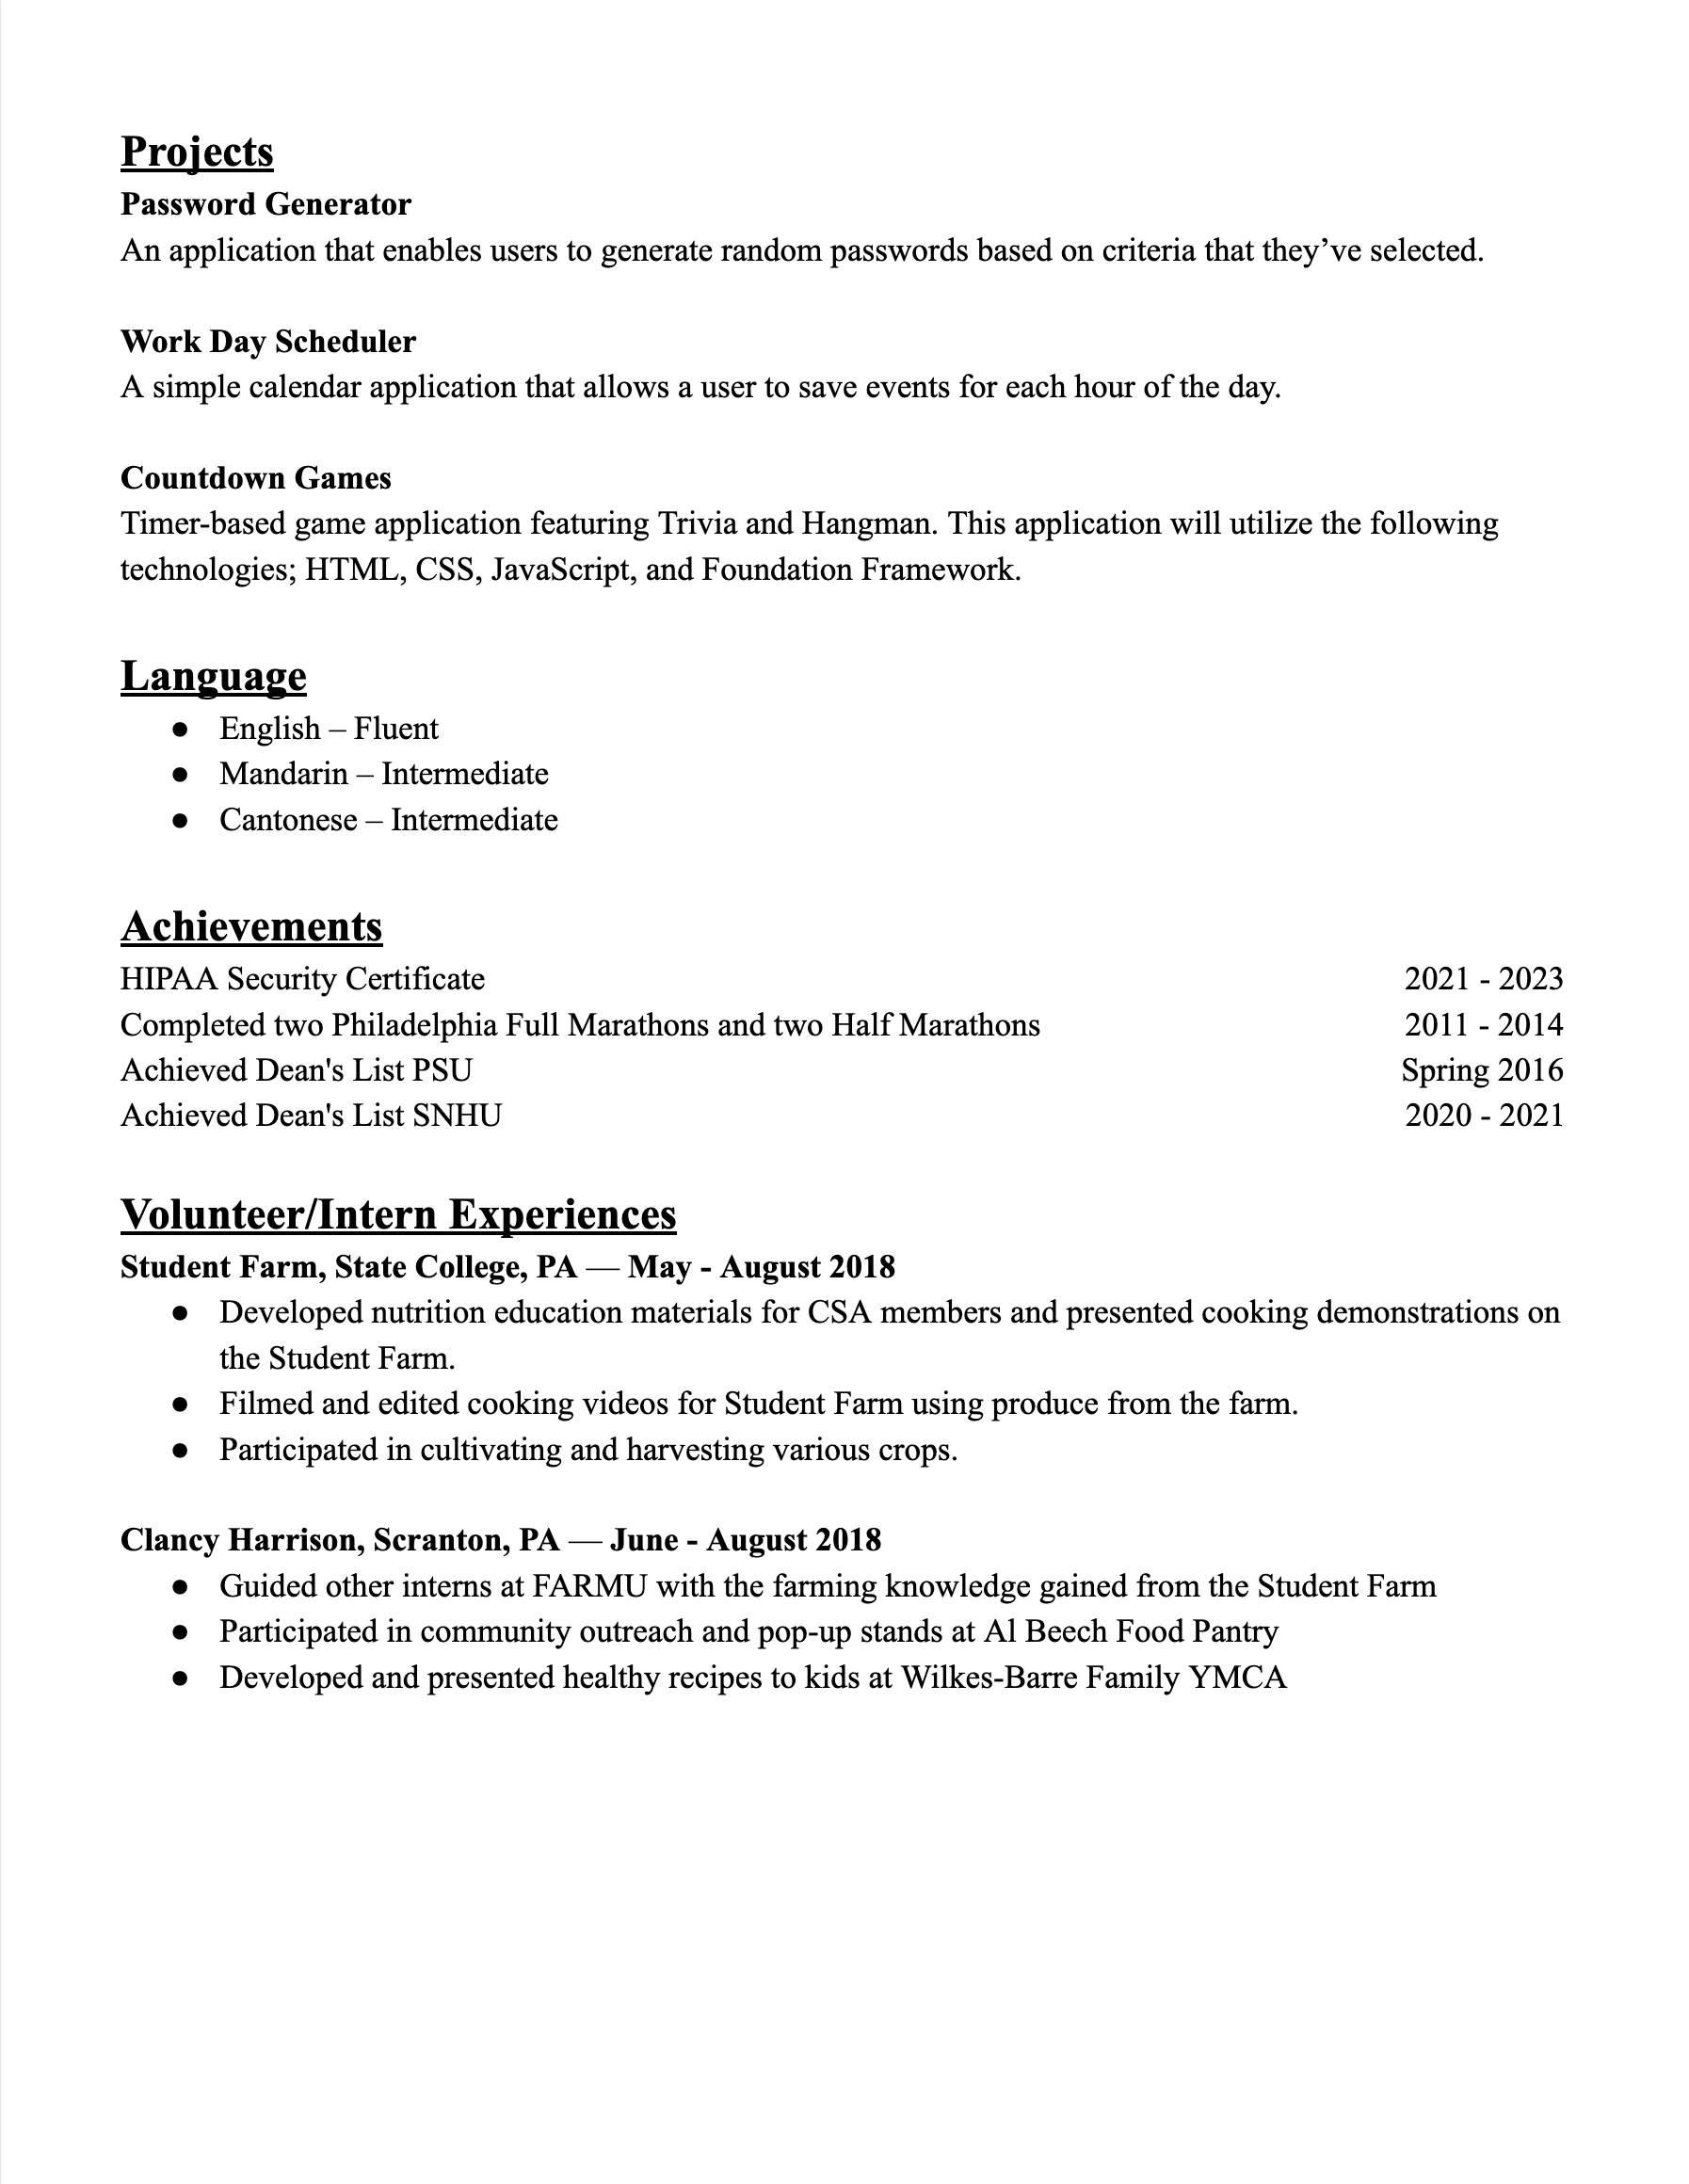 Projects
Password Generator
An application that enables users to generate random passwords based on criteria that they’ve selected.
Work Day Scheduler
A simple calendar application that allows a user to save events for each hour of the day.
Countdown Games
Timer-based game application featuring Trivia and Hangman. This application will utilize the following
technologies; HTML, CSS, JavaScript, and Foundation Framework.
Language
● English – Fluent
● Mandarin – Intermediate
● Cantonese – Intermediate
Achievements
HIPAA Security Certificate 2021 - 2023
Completed two Philadelphia Full Marathons and two Half Marathons 2011 - 2014
Achieved Dean's List PSU Spring 2016
Achieved Dean's List SNHU 2020 - 2021
Volunteer/Intern Experiences
Student Farm, State College, PA — May - August 2018
● Developed nutrition education materials for CSA members and presented cooking demonstrations on
the Student Farm.
● Filmed and edited cooking videos for Student Farm using produce from the farm.
● Participated in cultivating and harvesting various crops.
Clancy Harrison, Scranton, PA — June - August 2018
● Guided other interns at FARMU with the farming knowledge gained from the Student Farm
● Participated in community outreach and pop-up stands at Al Beech Food Pantry
● Developed and presented healthy recipes to kids at Wilkes-Barre Family YMCA